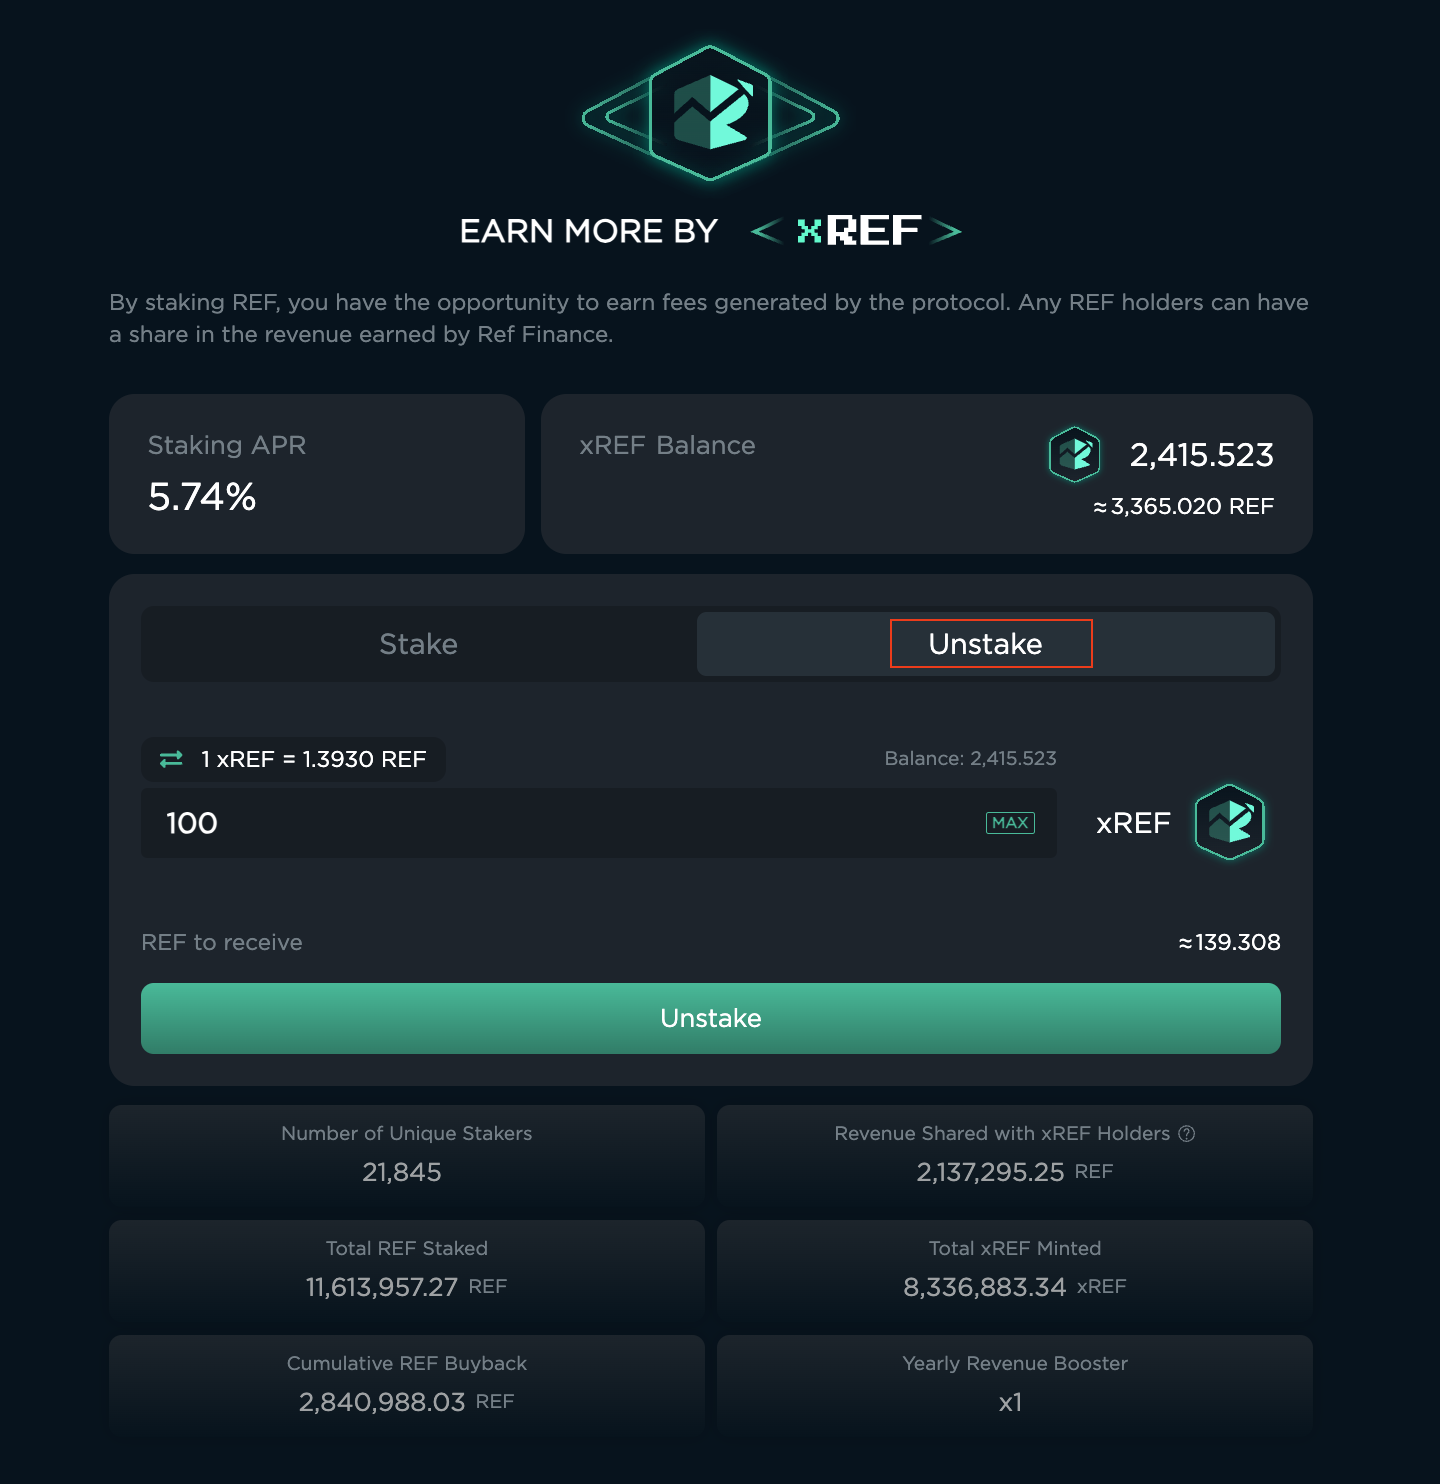 EARN MORE BY < xREF >
By staking REF, you have the opportunity to earn fees generated by the protocol. Any REF holders can have
a share in the revenue earned by Ref Finance.
Staking APR
5.74%
xREF Balance
2,415.523
≈3,365.020 REF
Stake
Unstake
1 xREF = 1.3930 REF
Balance: 2,415.523
100
MAX
xREF
REF to receive
≈139.308
Unstake
Number of Unique Stakers
21,845
Revenue Shared with xREF Holders ?
2,137,295.25 REF
Total REF Staked
11,613,957.27 REF
Total xREF Minted
8,336,883.34 xREF
Cumulative REF Buyback
2,840,988.03 REF
Yearly Revenue Booster
x1